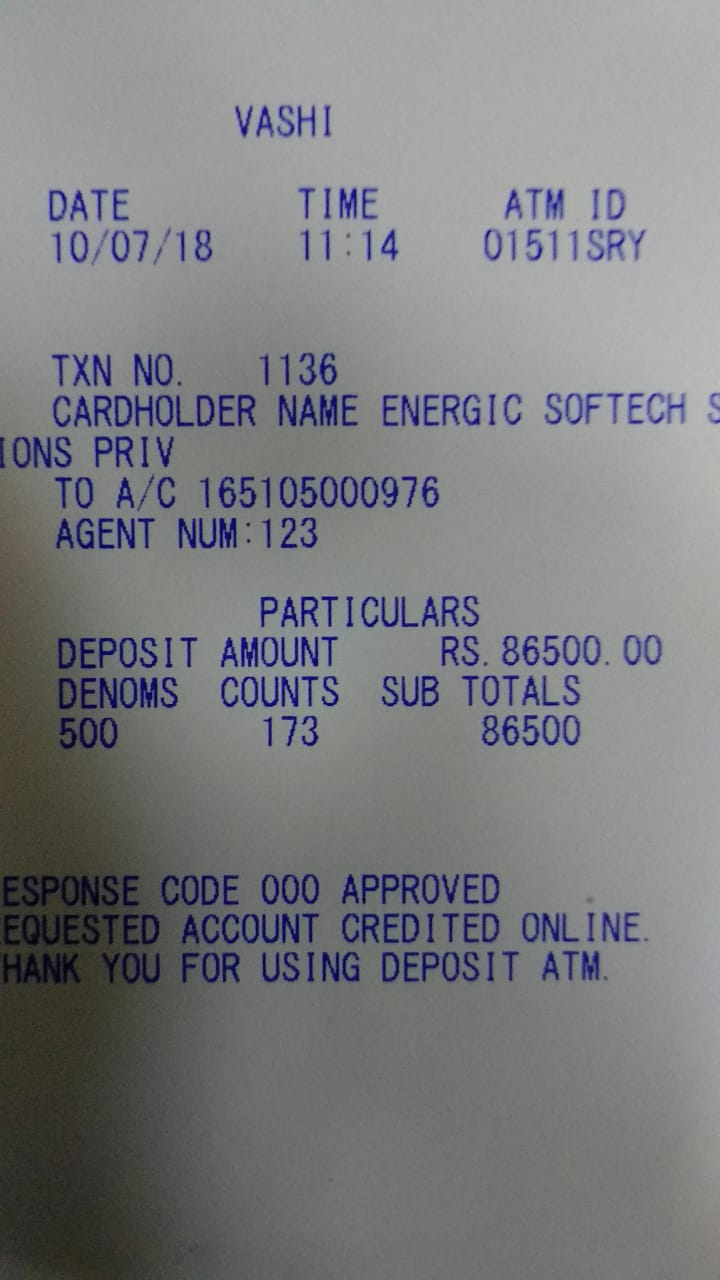 VASHI
DATE TIME ATM ID
10/07/18 11:14 01511SRY
TXN NO. 1136
CARDHOLDER NAME ENERGIC SOFTECH S
IONS PRIV
TO A/C 165105000976
AGENT NUM:123
PARTICULARS
DEPOSIT AMOUNT RS. 86500.00
DENOMS COUNTS SUB TOTALS
500 173 86500
ESPONSE CODE 000 APPROVED
EQUESTED ACCOUNT CREDITED ONLINE.
HANK YOU FOR USING DEPOSIT ATM.